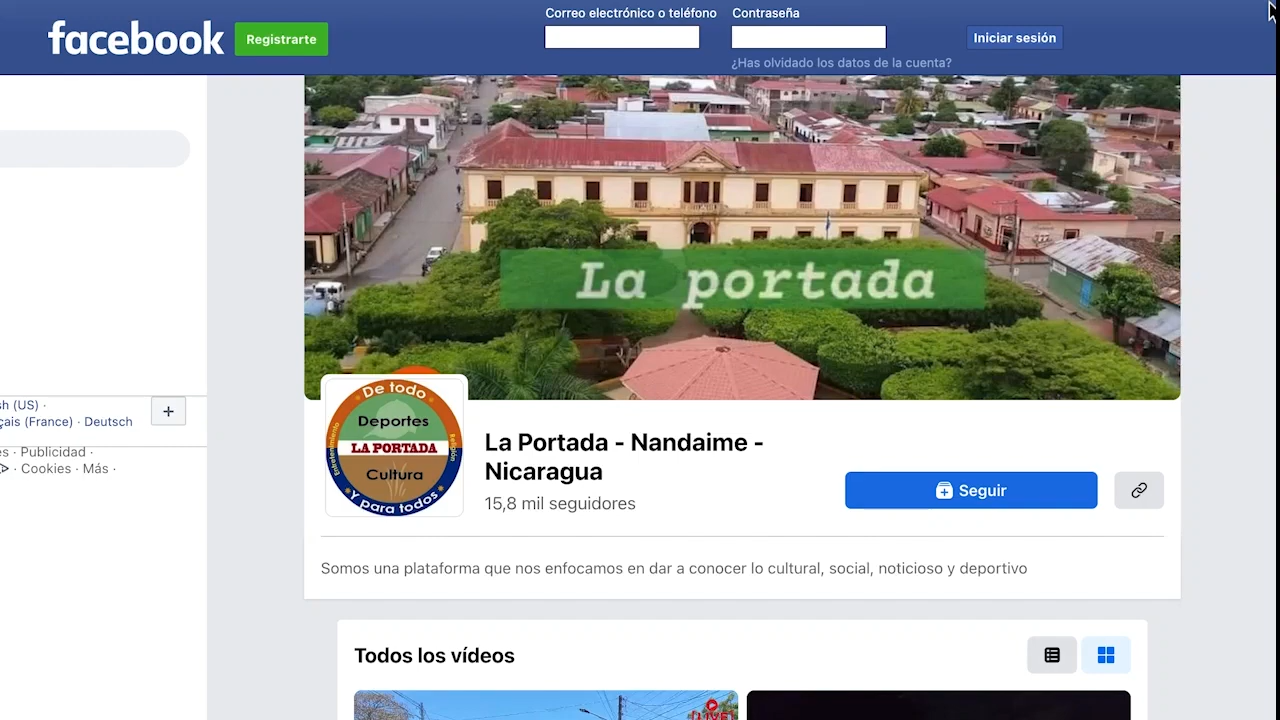 facebook
Registrarte
Correo electrónico o teléfono
Contraseña
Iniciar sesión
¿Has olvidado los datos de la cuenta?
La portada
De todo
Deportes
Entretenimiento
LA PORTADA
Religión
Cultura
Y para todos
La Portada - Nandaime -
Nicaragua
15,8 mil seguidores
Seguir
Somos una plataforma que nos enfocamos en dar a conocer lo cultural, social, noticioso y deportivo
sh (US) ·
çais (France) · Deutsch
es · Publicidad ·
· Cookies · Más ·
Todos los vídeos
LIVE